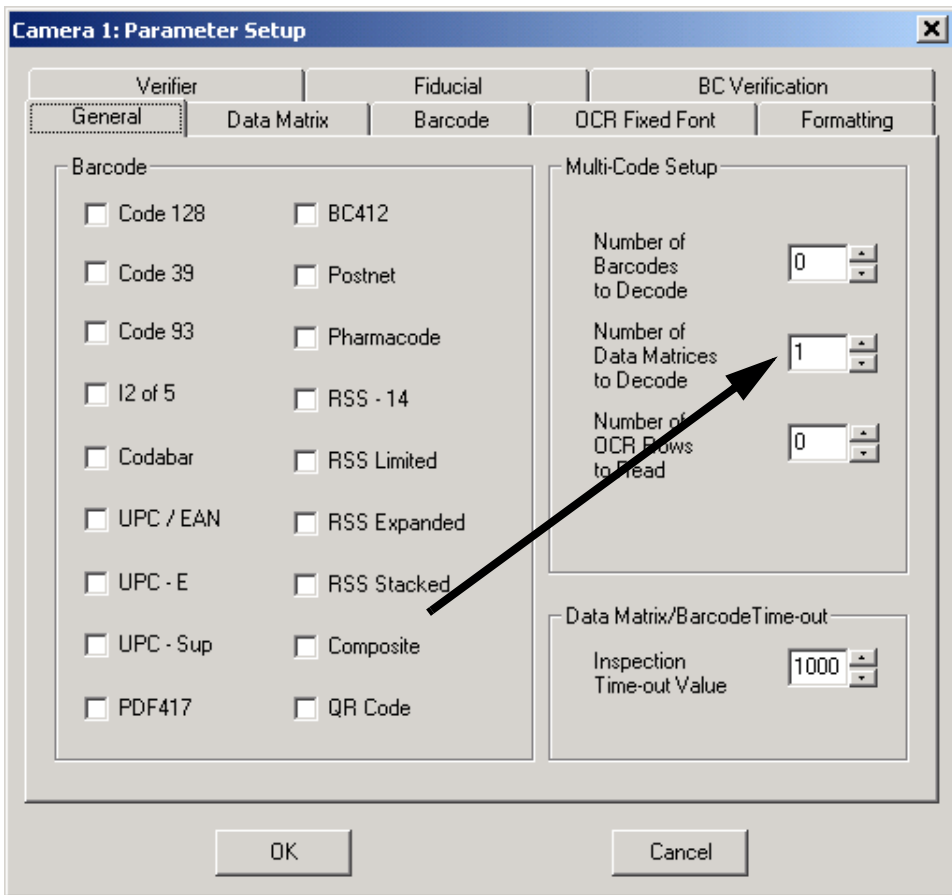 Camera 1: Parameter Setup
Verifier
Fiducial
BC Verification
General
Data Matrix
Barcode
OCR Fixed Font
Formatting
Barcode
Code 128
BC412
Code 39
Postnet
Code 93
Pharmacode
I2 of 5
RSS - 14
Codabar
RSS Limited
UPC / EAN
RSS Expanded
UPC - E
RSS Stacked
UPC - Sup
Composite
PDF417
QR Code
Multi-Code Setup
Number of
Barcodes
to Decode
0
Number of
Data Matrices
to Decode
1
Number of
OCR Rows
to Read
0
Data Matrix/BarcodeTime-out
Inspection
Time-out Value
1000
OK
Cancel